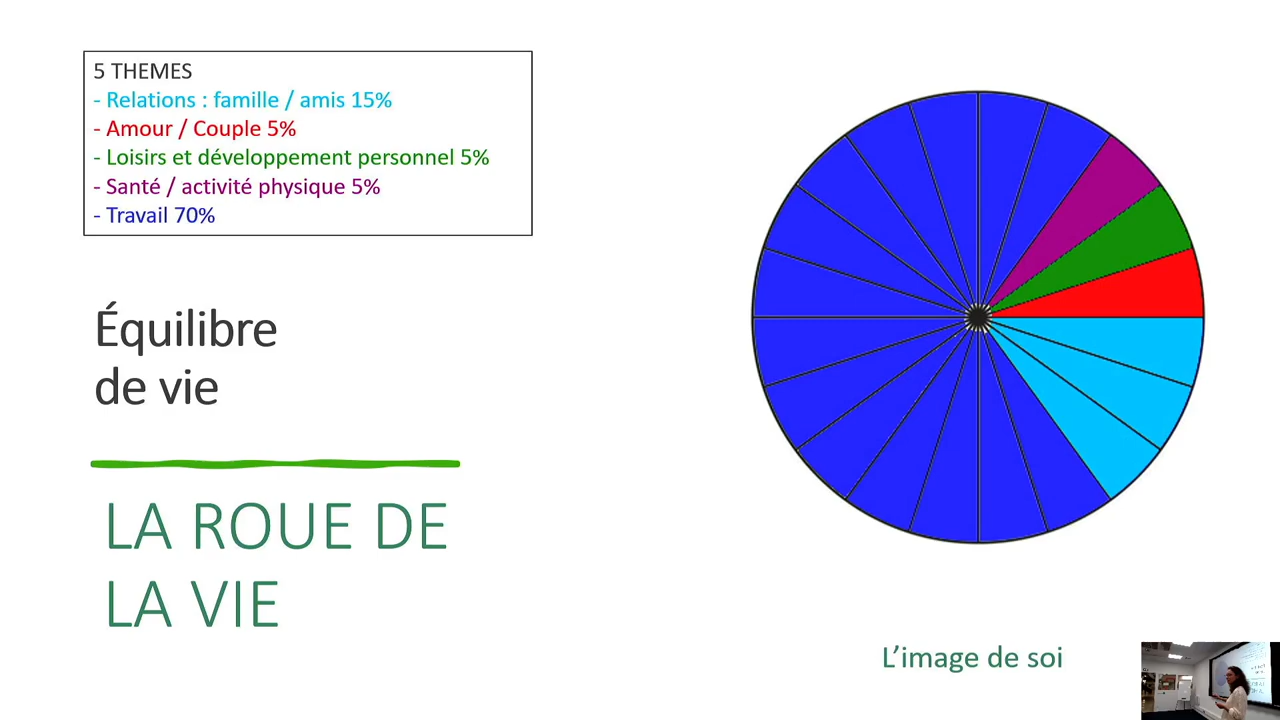 5 THEMES
- Relations : famille / amis 15%
- Amour / Couple 5%
- Loisirs et développement personnel 5%
- Santé / activité physique 5%
- Travail 70%
Équilibre
de vie
LA ROUE DE
LA VIE
L’image de soi